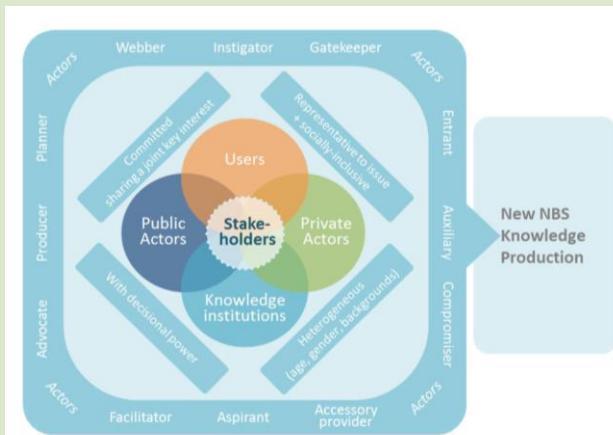 Webber
Instigator
Gatekeeper
Actors
Actors
Planner
Producer
Advocate
Entrant
Auxiliary
Compromiser
Committed
sharing a joint key interest
Representative to issue
+ socially-inclusive
Users
Public
Actors
Stake-
holders
Private
Actors
Knowledge
institutions
With decisional power
Heterogeneous
(age, gender, backgrounds)
New NBS
Knowledge
Production
Actors
Actors
Facilitator
Aspirant
Accessory
provider